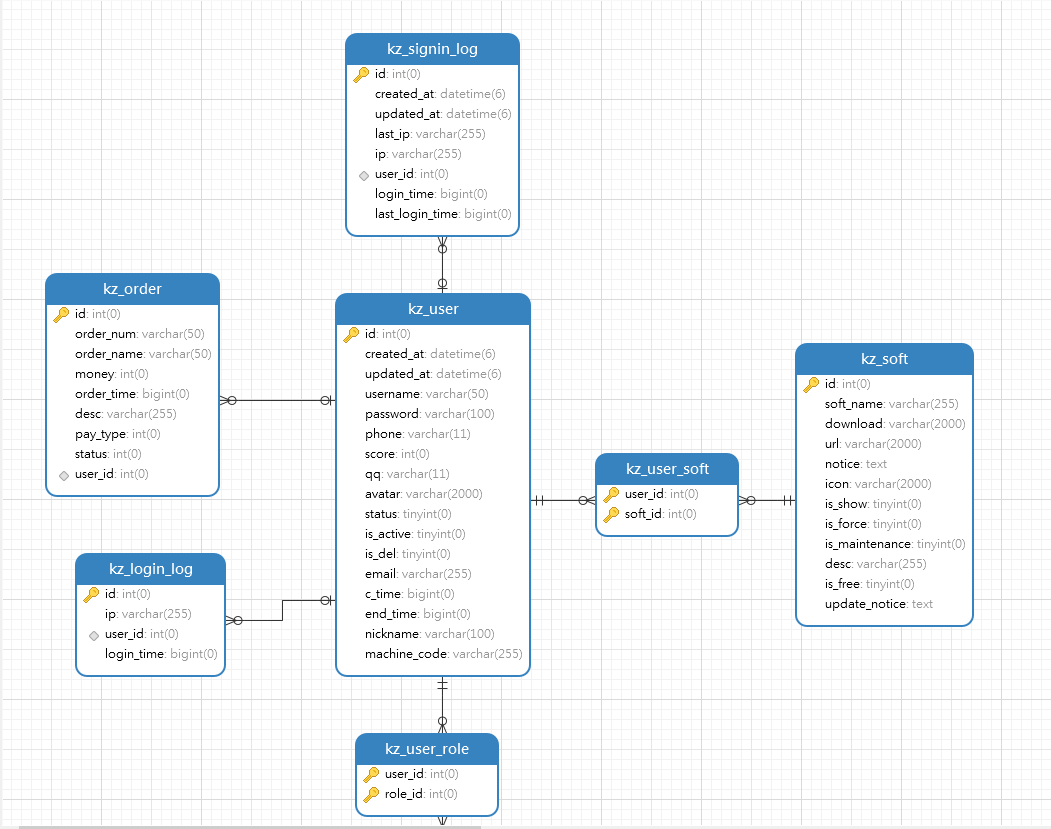 kz_signin_log
id: int(0)
created_at: datetime(6)
updated_at: datetime(6)
last_ip: varchar(255)
ip: varchar(255)
user_id: int(0)
login_time: bigint(0)
last_login_time: bigint(0)
kz_order
id: int(0)
order_num: varchar(50)
order_name: varchar(50)
money: int(0)
order_time: bigint(0)
desc: varchar(255)
pay_type: int(0)
status: int(0)
user_id: int(0)
kz_user
id: int(0)
created_at: datetime(6)
updated_at: datetime(6)
username: varchar(50)
password: varchar(100)
phone: varchar(11)
score: int(0)
qq: varchar(11)
avatar: varchar(2000)
status: tinyint(0)
is_active: tinyint(0)
is_del: tinyint(0)
email: varchar(255)
c_time: bigint(0)
end_time: bigint(0)
nickname: varchar(100)
machine_code: varchar(255)
kz_soft
id: int(0)
soft_name: varchar(255)
download: varchar(2000)
url: varchar(2000)
notice: text
icon: varchar(2000)
is_show: tinyint(0)
is_force: tinyint(0)
is_maintenance: tinyint(0)
desc: varchar(255)
is_free: tinyint(0)
update_notice: text
kz_user_soft
user_id: int(0)
soft_id: int(0)
kz_login_log
id: int(0)
ip: varchar(255)
user_id: int(0)
login_time: bigint(0)
kz_user_role
user_id: int(0)
role_id: int(0)